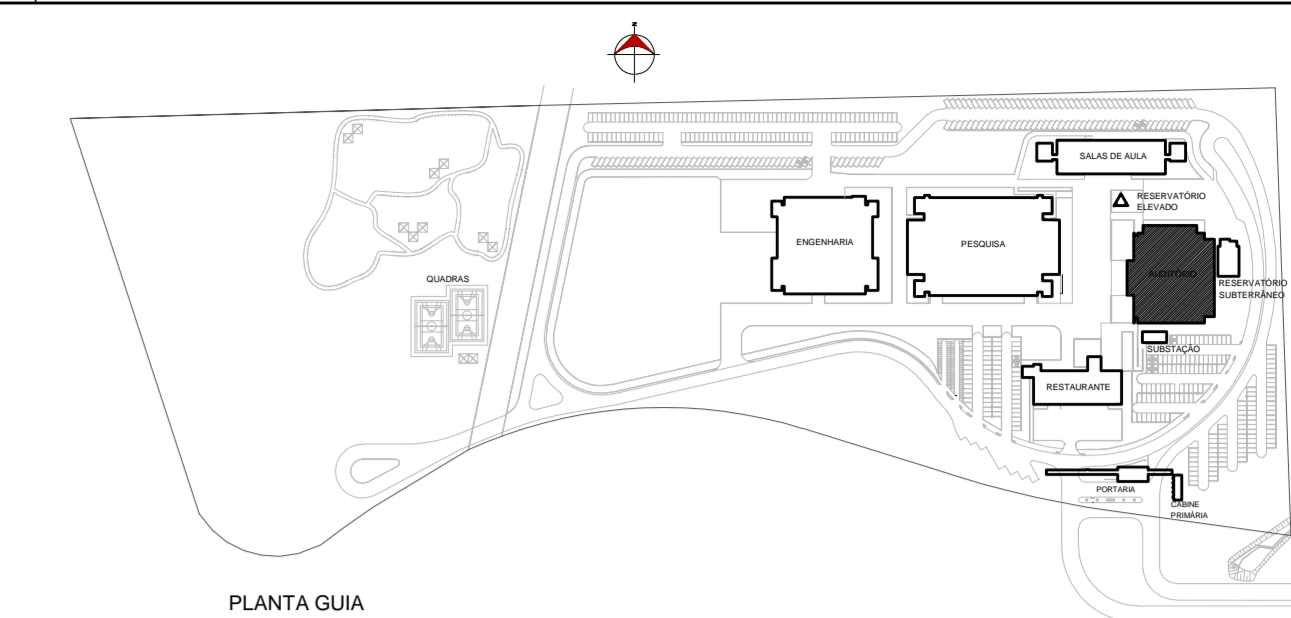 Z
SALAS DE AULA
RESERVATÓRIO
ELEVADO
ENGENHARIA
PESQUISA
AUDITÓRIO
QUADRAS
RESERVATÓRIO
SUBTERRÂNEO
SUBSTAÇÃO
RESTAURANTE
PORTARIA
CABINE
PRIMÁRIA
PLANTA GUIA